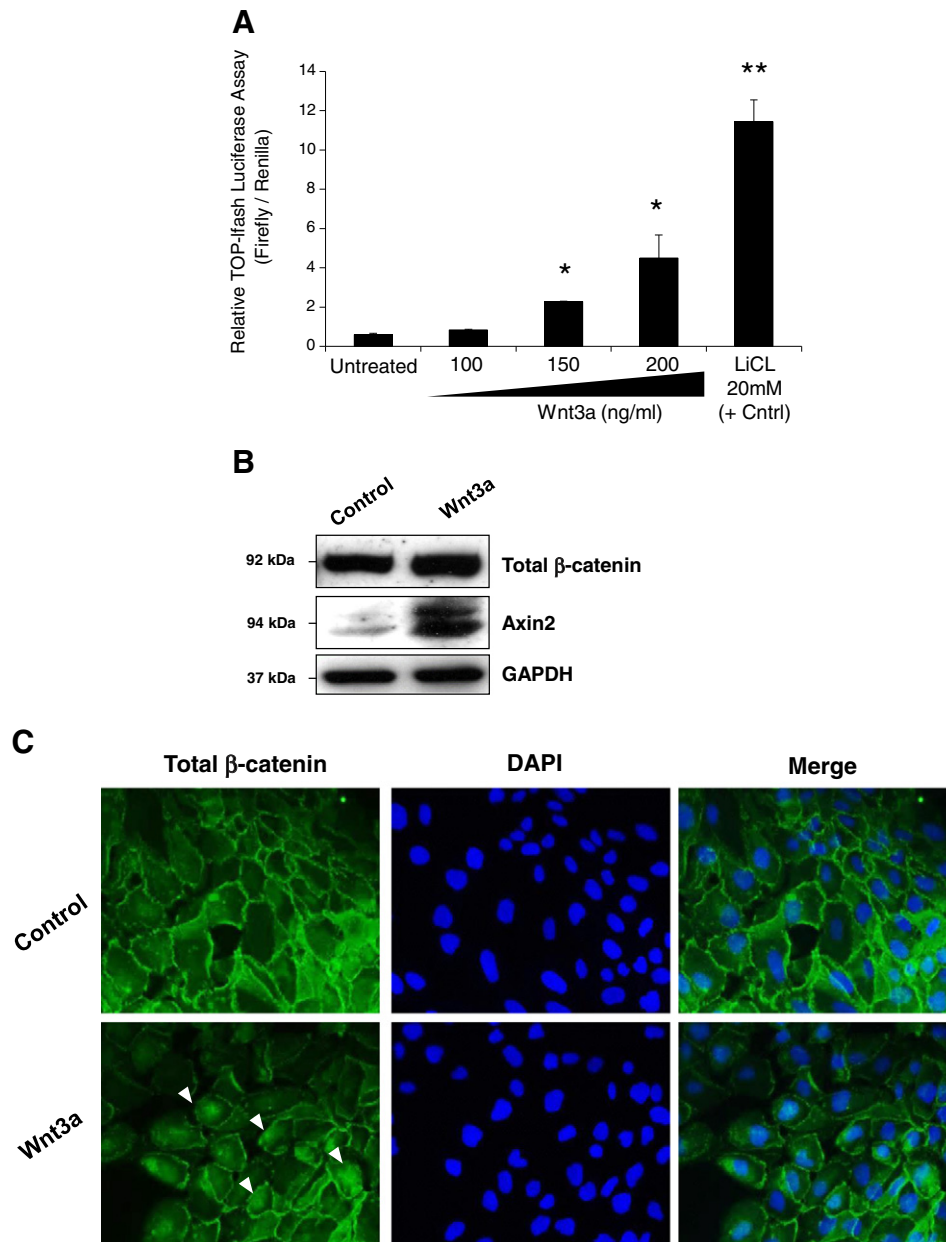 A
Relative TOP-lfash Luciferase Assay
(Firefly / Renilla)
14
12
10
8
6
4
2
0
*
*
**
Untreated
100
150
200
LiCL
20mM
(+ Cntrl)
Wnt3a (ng/ml)
B
Control
Wnt3a
92 kDa
Total β-catenin
94 kDa
Axin2
37 kDa
GAPDH
C
Total β-catenin
DAPI
Merge
Control
Wnt3a